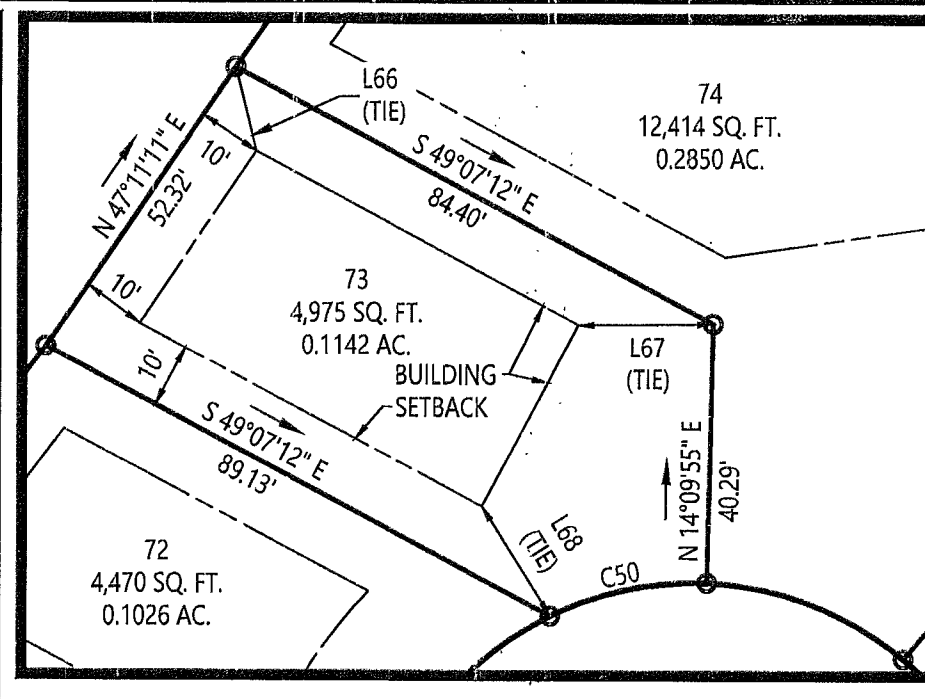 L66
(TIE)
74
12,414 SQ. FT.
0.2850 AC.
S 49°07'12" E
84.40'
N 47°11'11" E
52.32'
10'
10'
10'
73
4,975 SQ. FT.
0.1142 AC.
BUILDING
SETBACK
L67
(TIE)
S 49°07'12" E
89.13'
N 14°09'55" E
40.29'
L68
(TIE)
C50
72
4,470 SQ. FT.
0.1026 AC.